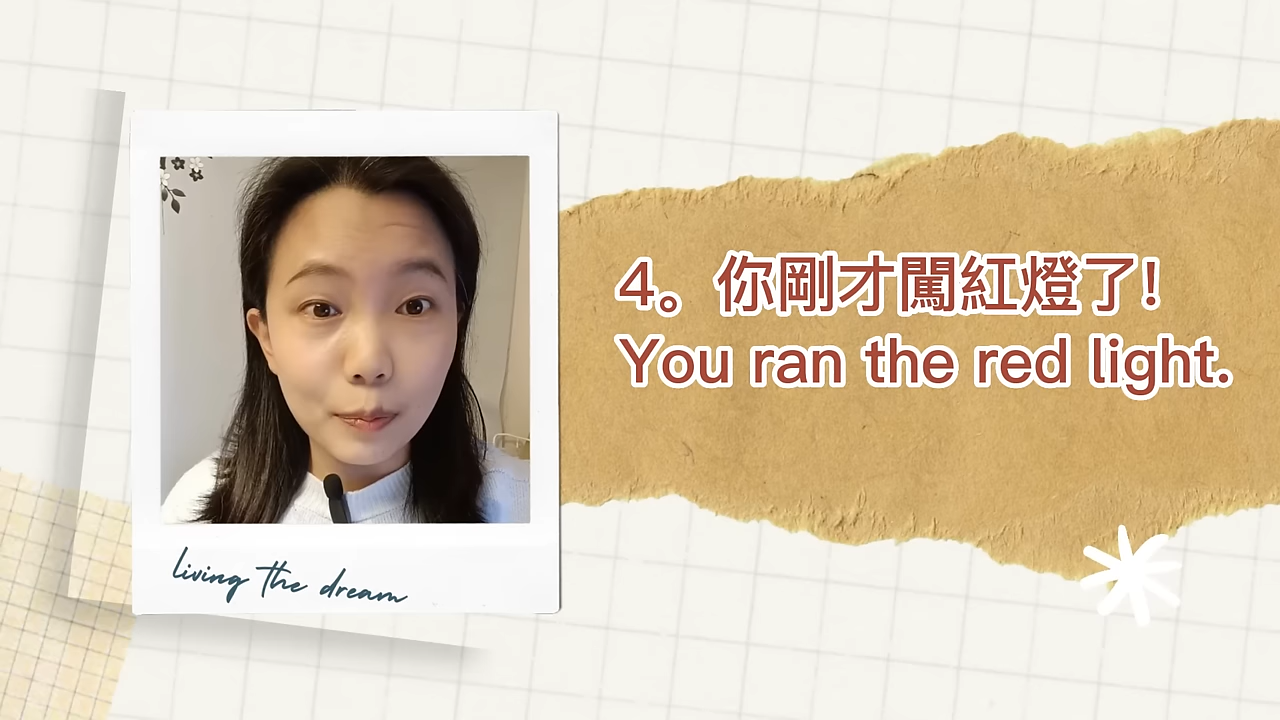 4。你剛才闖紅燈了!
You ran the red light.
living the dream